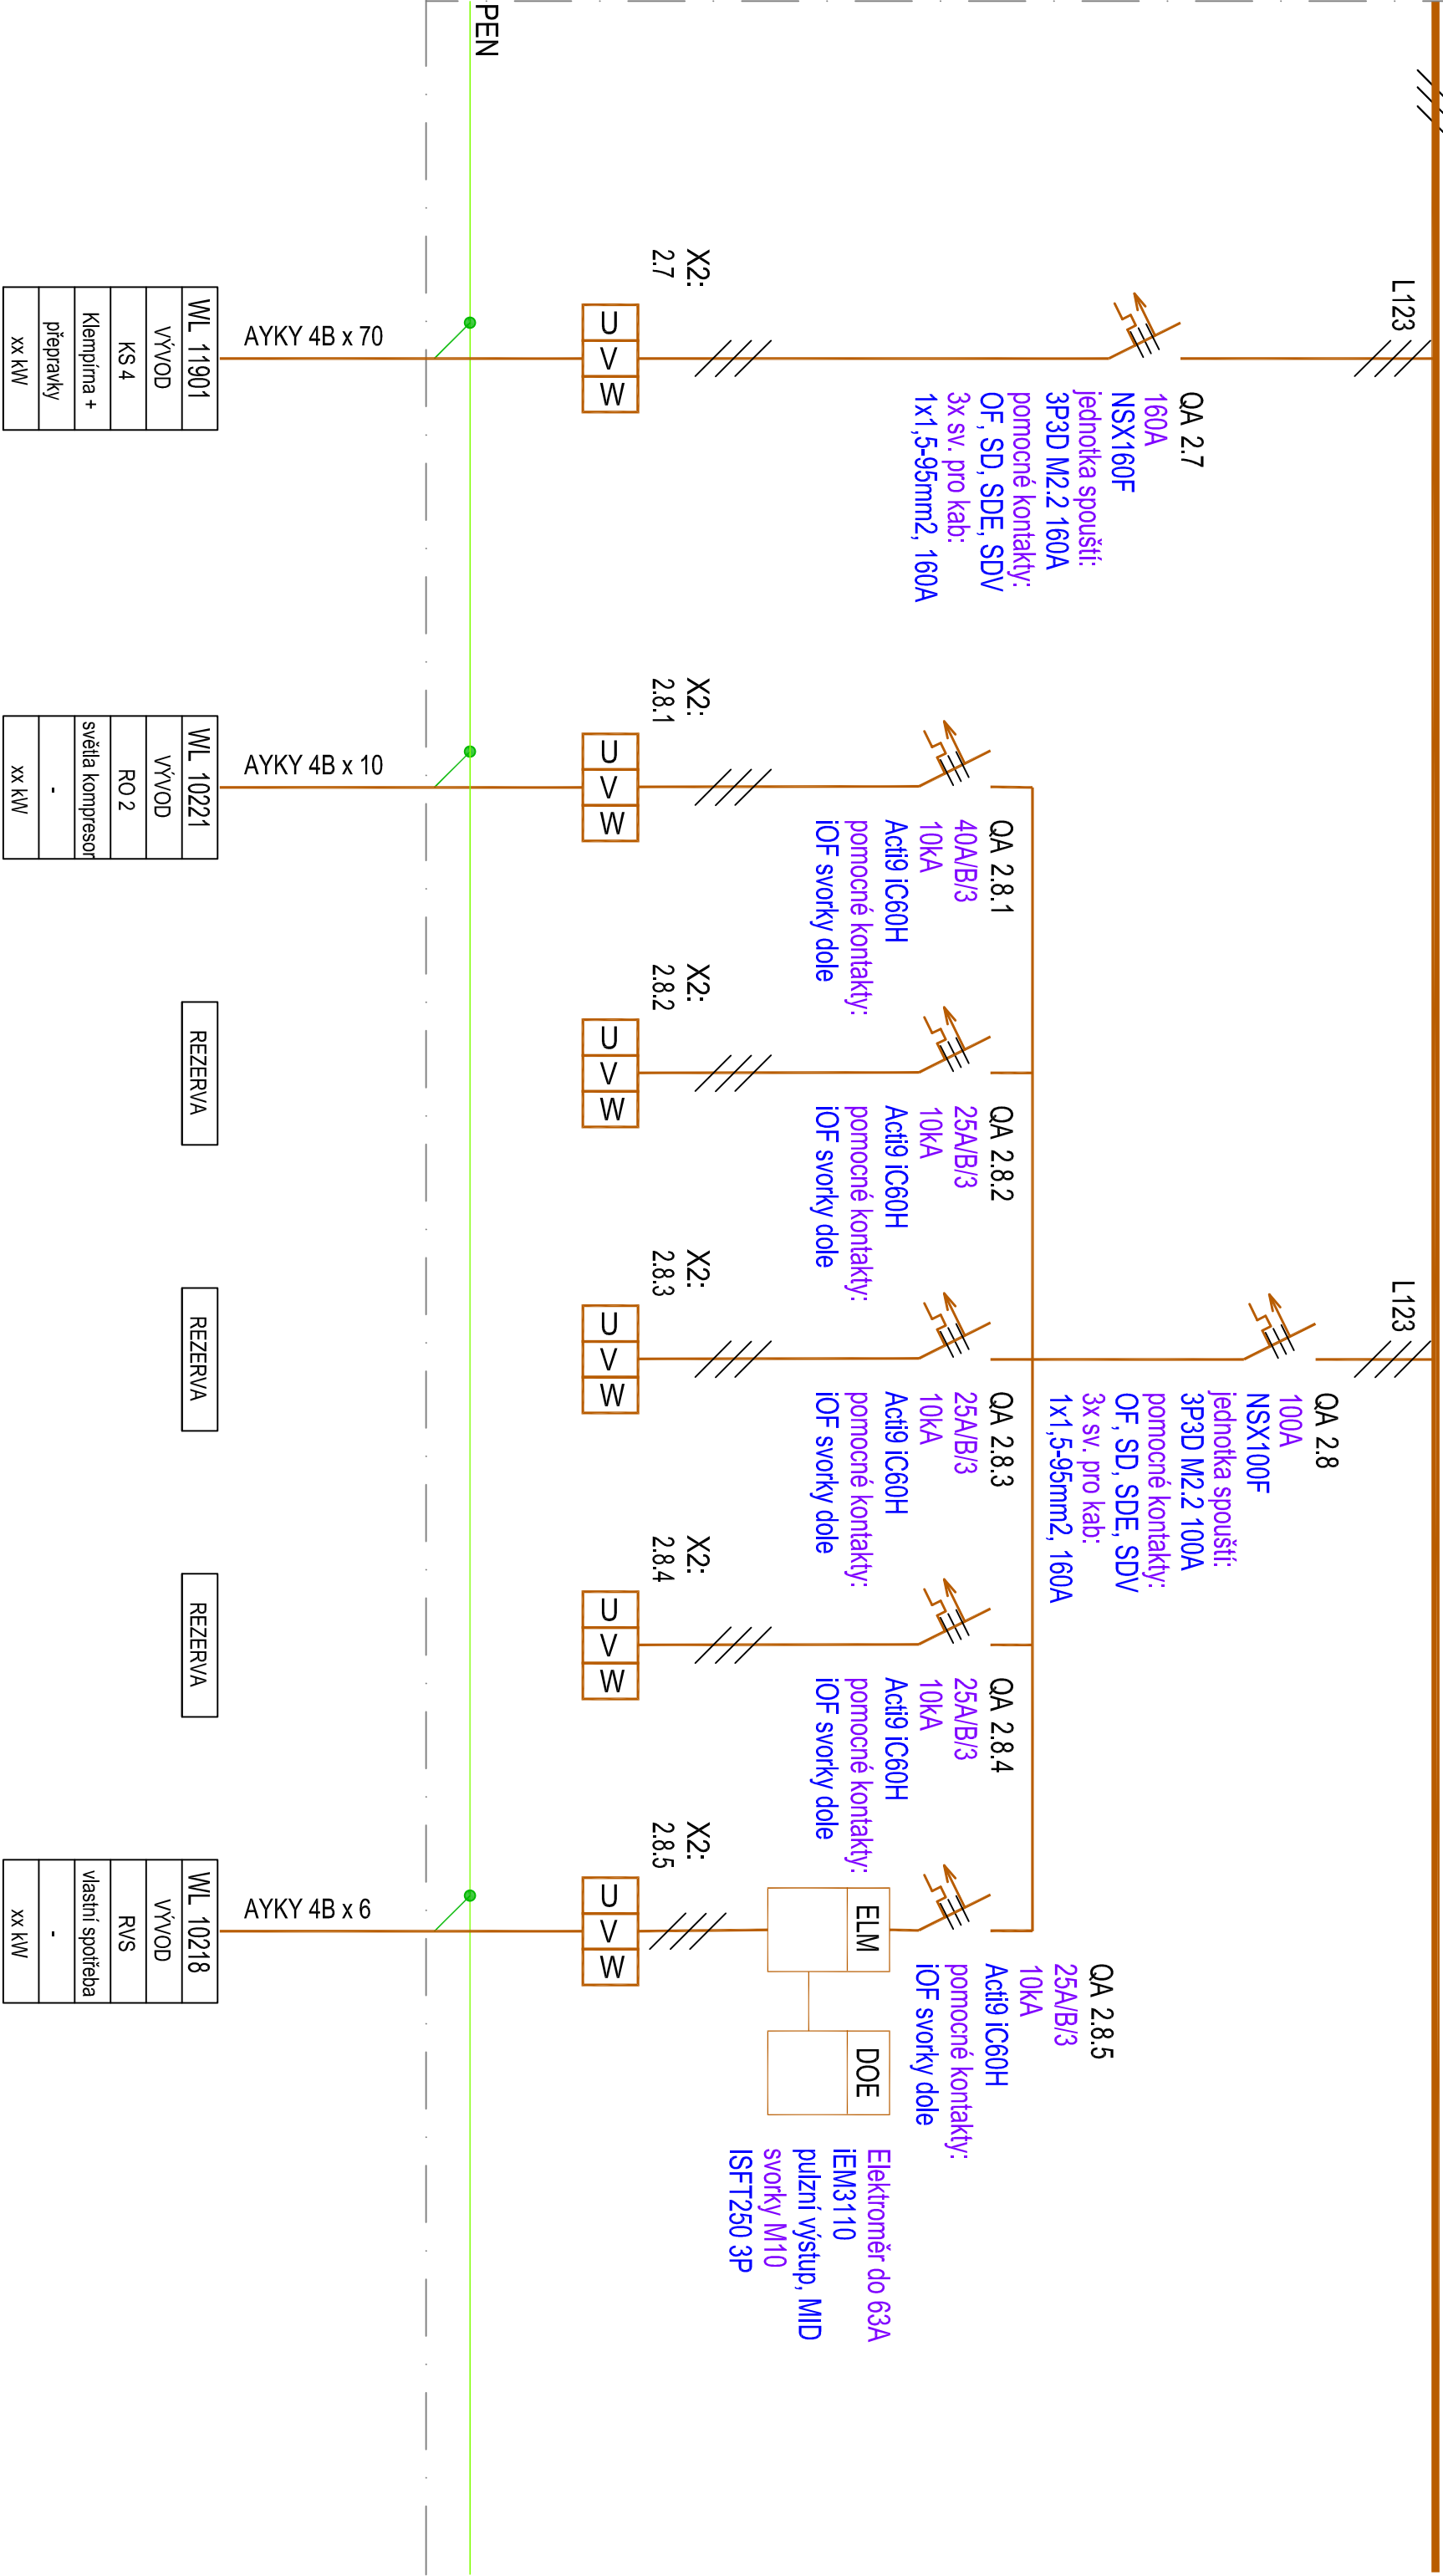 L123
QA 2.7
160A
NSX160F
jednotka spouští:
3P3D M2.2 160A
pomocné kontakty:
OF, SD, SDE, SDV
3x sv. pro kab:
1x1,5-95mm2, 160A
X2:
2.7
U V W
PEN
AYKY 4B x 70
WL 11901
VÝVOD
KS 4
Klempírna +
přepravky
xx kW
L123
QA 2.8
100A
NSX100F
jednotka spouští:
3P3D M2.2 100A
pomocné kontakty:
OF, SD, SDE, SDV
3x sv. pro kab:
1x1,5-95mm2, 160A
QA 2.8.1
40A/B/3
10kA
Acti9 iC60H
pomocné kontakty:
iOF svorky dole
X2:
2.8.1
U V W
AYKY 4B x 10
WL 10221
VÝVOD
RO 2
světla kompresor
-
xx kW
QA 2.8.2
25A/B/3
10kA
Acti9 iC60H
pomocné kontakty:
iOF svorky dole
X2:
2.8.2
U V W
REZERVA
QA 2.8.3
25A/B/3
10kA
Acti9 iC60H
pomocné kontakty:
iOF svorky dole
X2:
2.8.3
U V W
REZERVA
QA 2.8.4
25A/B/3
10kA
Acti9 iC60H
pomocné kontakty:
iOF svorky dole
X2:
2.8.4
U V W
REZERVA
QA 2.8.5
25A/B/3
10kA
Acti9 iC60H
pomocné kontakty:
iOF svorky dole
ELM
DOE
Elektroměr do 63A
iEM3110
pulzní výstup, MID
svorky M10
ISFT250 3P
X2:
2.8.5
U V W
AYKY 4B x 6
WL 10218
VÝVOD
RVS
vlastní spotřeba
-
xx kW